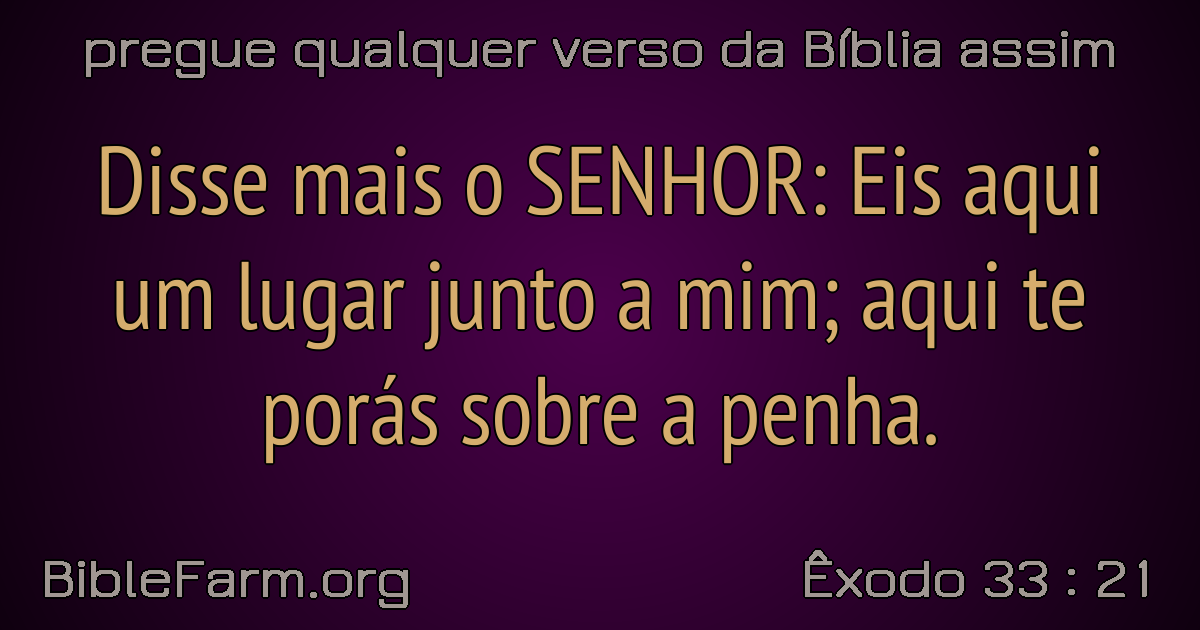 pregue qualquer verso da Bíblia assim
Disse mais o SENHOR: Eis aqui
um lugar junto a mim; aqui te
porás sobre a penha.
BibleFarm.org
Êxodo 33 : 21